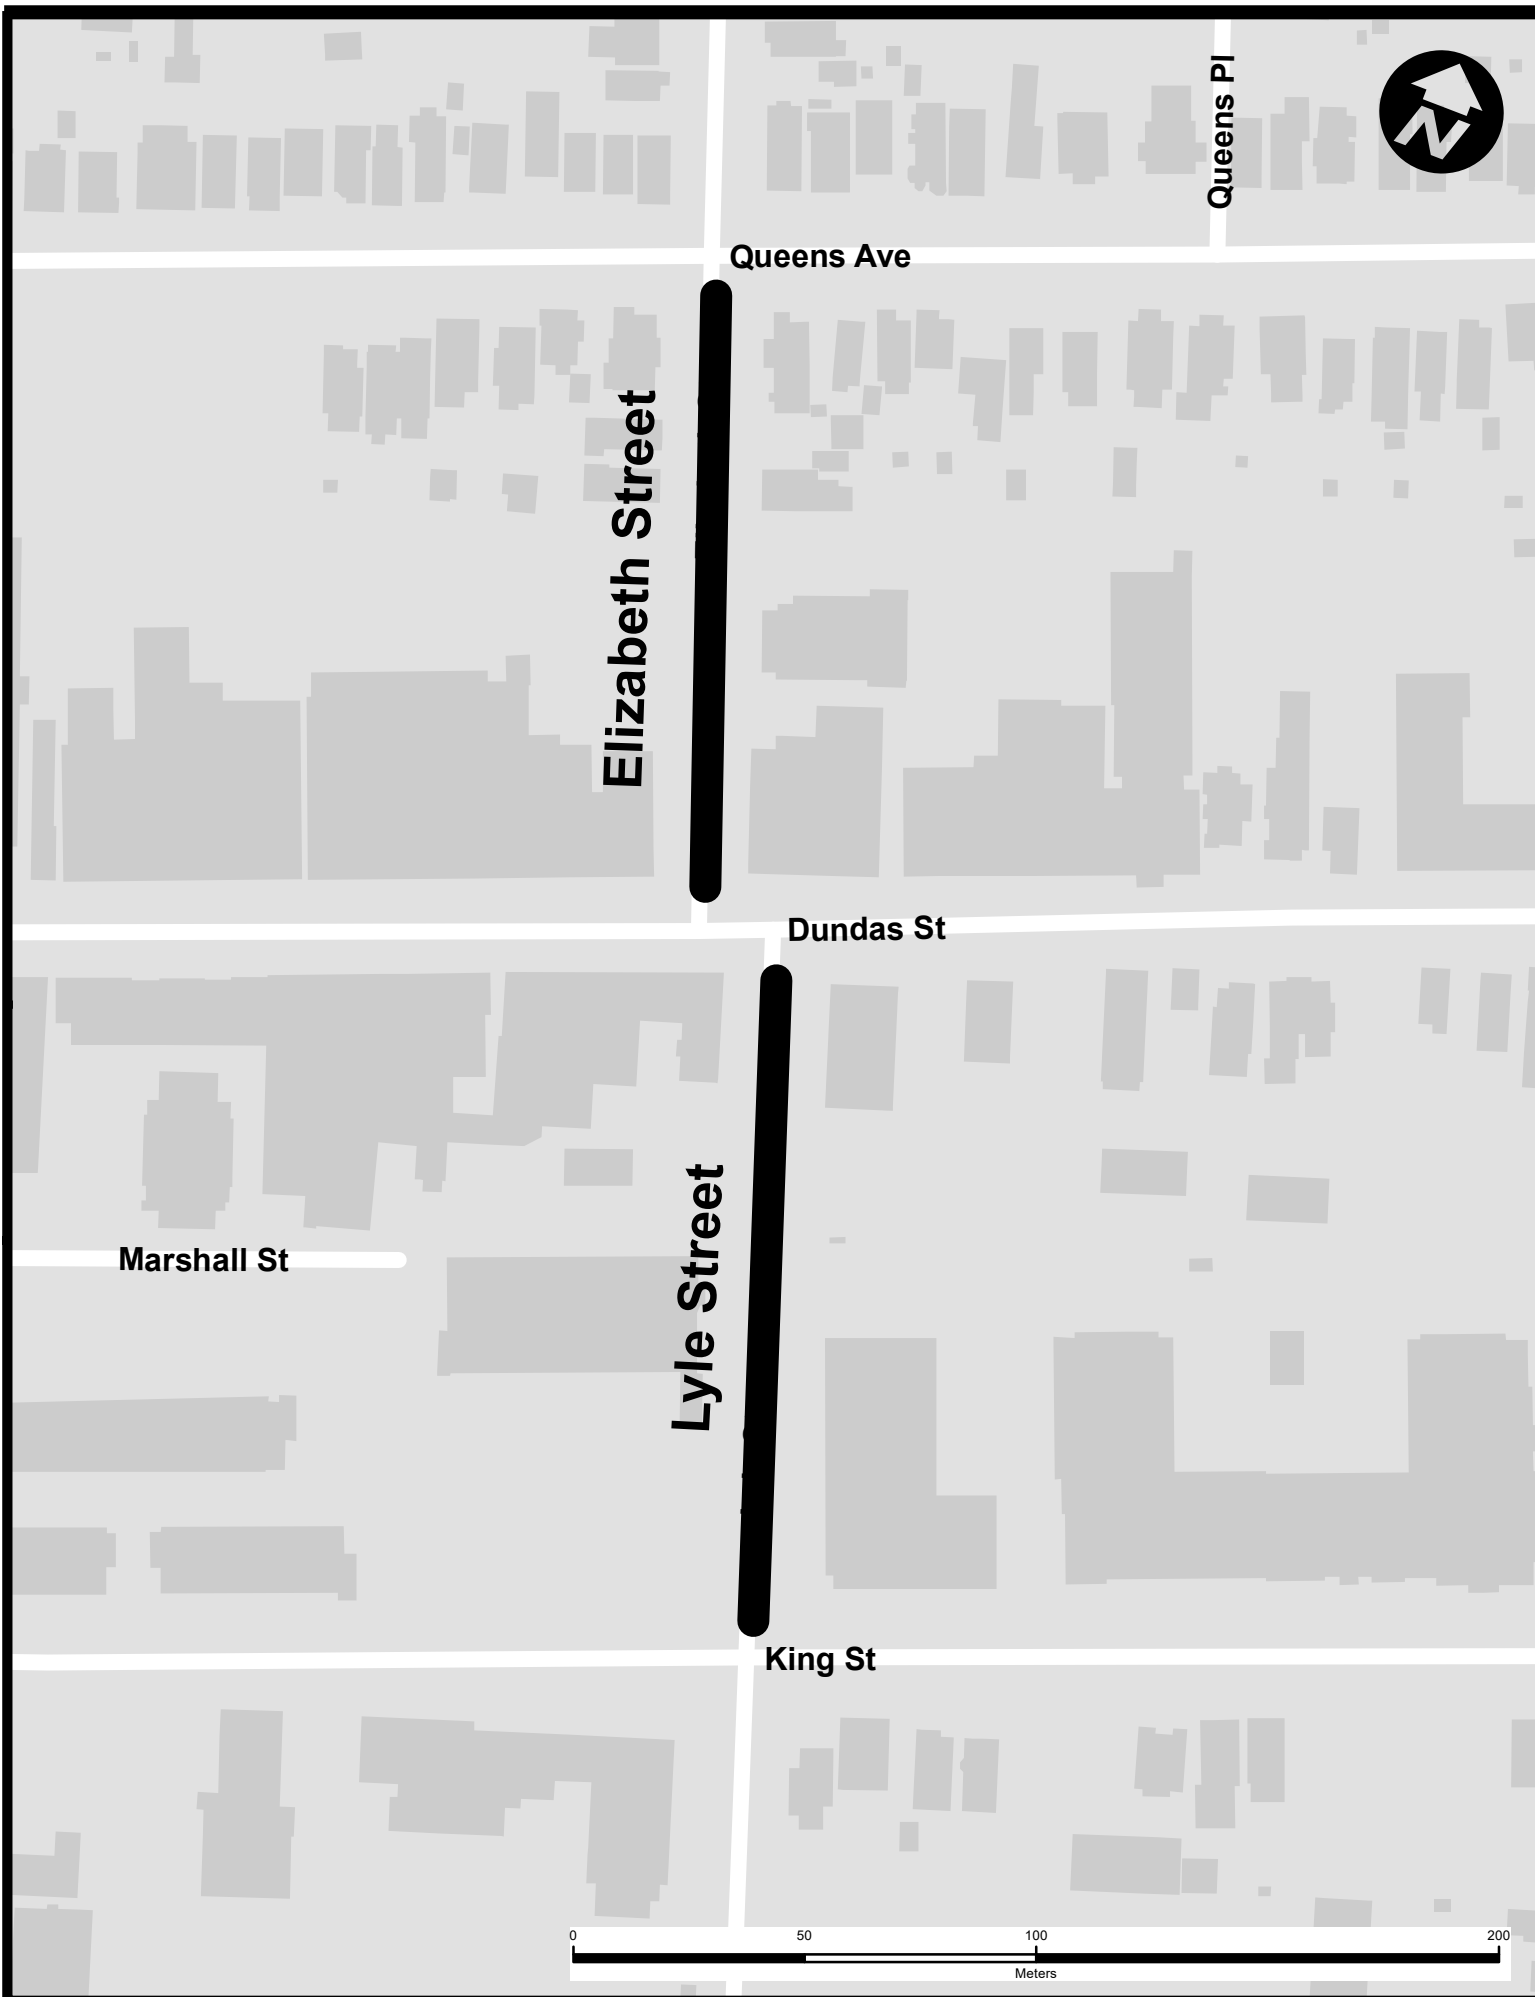 Queens Pl
N
Queens Ave
Elizabeth Street
Dundas St
Lyle Street
Marshall St
King St
0 50 100 200
Meters